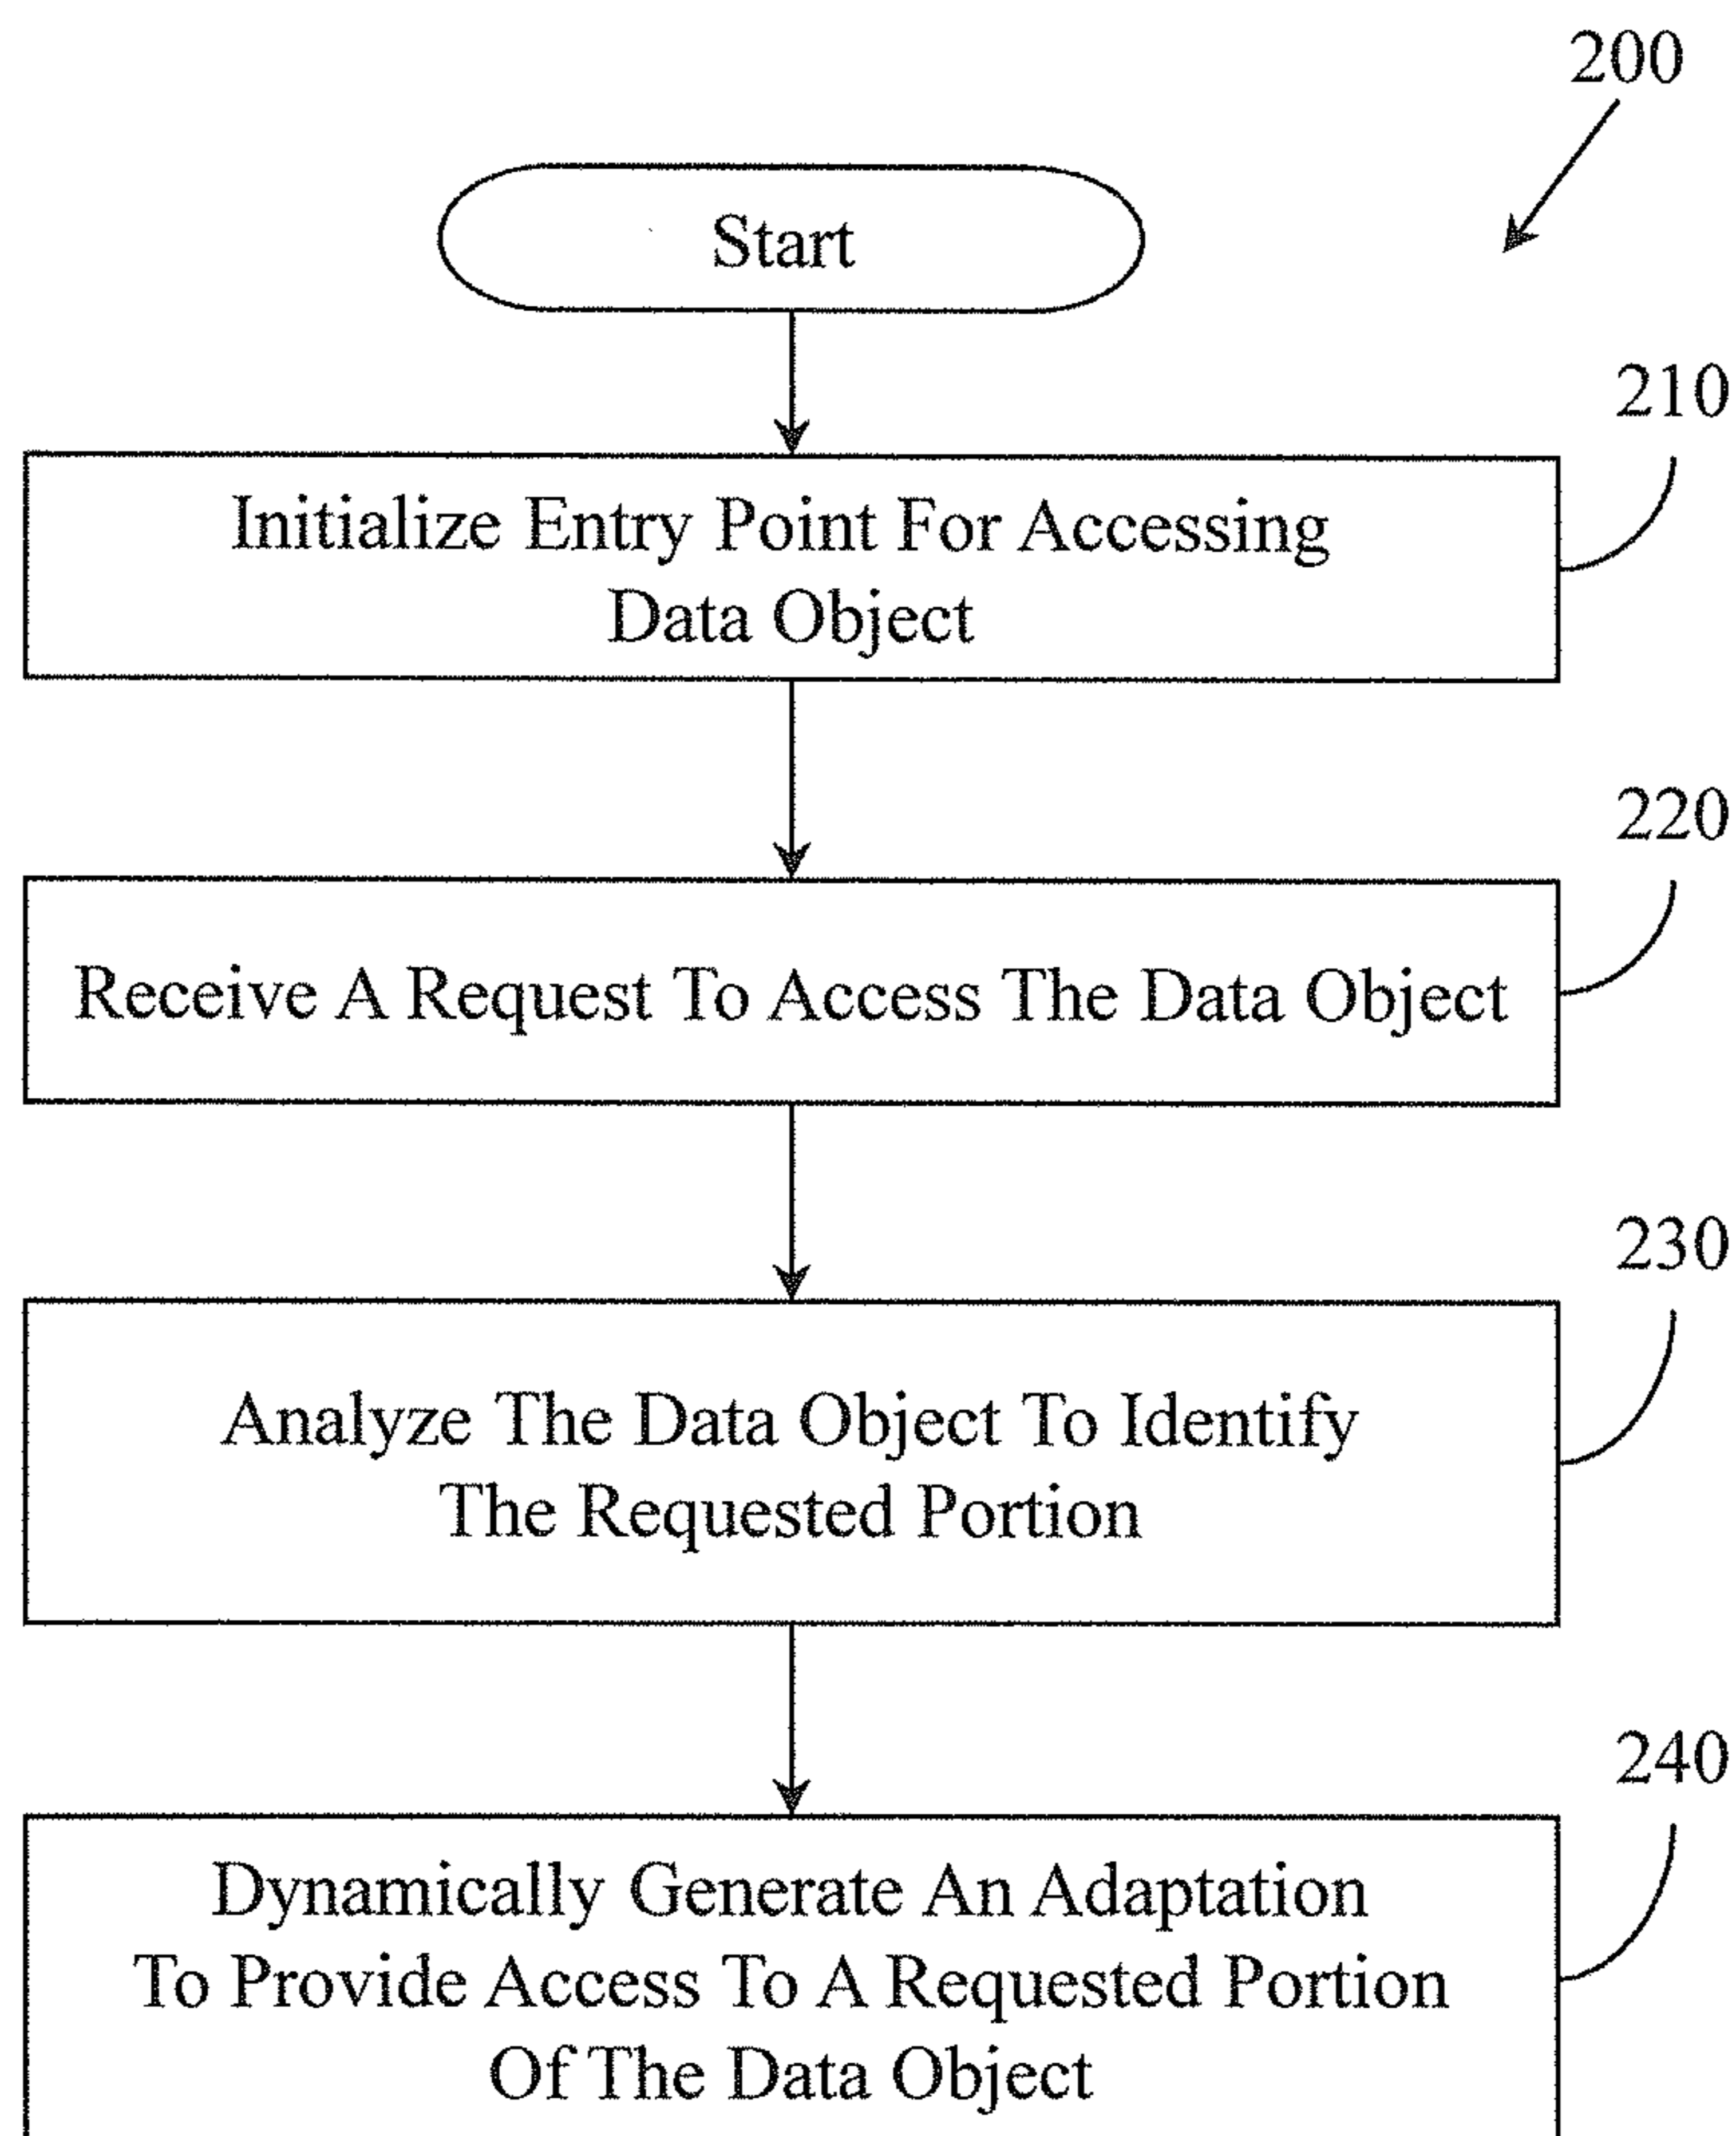 200
Start
210
Initialize Entry Point For Accessing
Data Object
220
Receive A Request To Access The Data Object
230
Analyze The Data Object To Identify
The Requested Portion
240
Dynamically Generate An Adaptation
To Provide Access To A Requested Portion
Of The Data Object